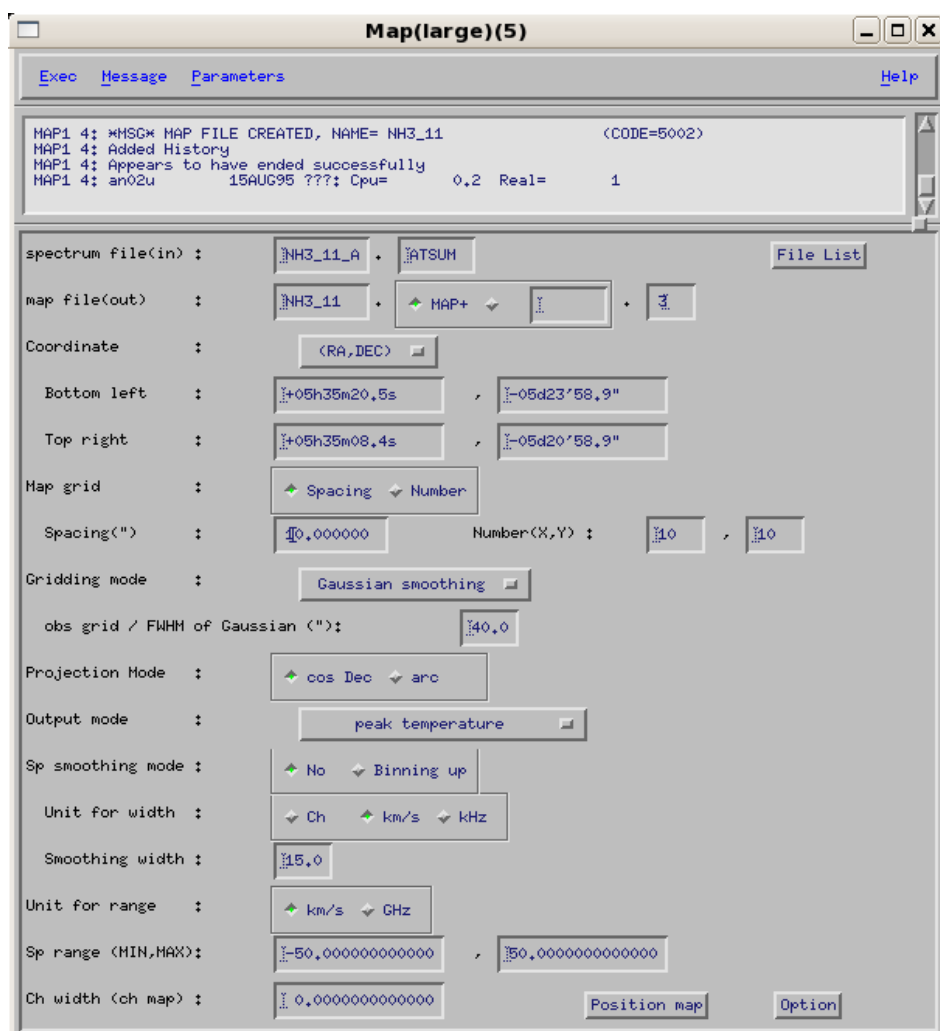 Map(large)(5)
Exec Message Parameters Help
MAP1 4: *MSG* MAP FILE CREATED, NAME= NH3_11 (CODE=5002)
MAP1 4: Added History
MAP1 4: Appears to have ended successfully
MAP1 4: an02u 15AUG95 ???: Cpu= 0.2 Real= 1
spectrum file(in) : NH3_11_A . ATSUM File List
map file(out) : NH3_11 . MAP+ . 3
Coordinate : (RA,DEC)
Bottom left : +05h35m20.5s , -05d23'58.9"
Top right : +05h35m08.4s , -05d20'58.9"
Map grid : Spacing Number
Spacing(") : 10.000000 Number(X,Y) : 10 , 10
Gridding mode : Gaussian smoothing
obs grid / FWHM of Gaussian ("): 40.0
Projection Mode : cos Dec arc
Output mode : peak temperature
Sp smoothing mode : No Binning up
Unit for width : Ch km/s kHz
Smoothing width : 15.0
Unit for range : km/s GHz
Sp range (MIN,MAX): -50.000000000000 , 50.0000000000000
Ch width (ch map) : 0.0000000000000 Position map Option